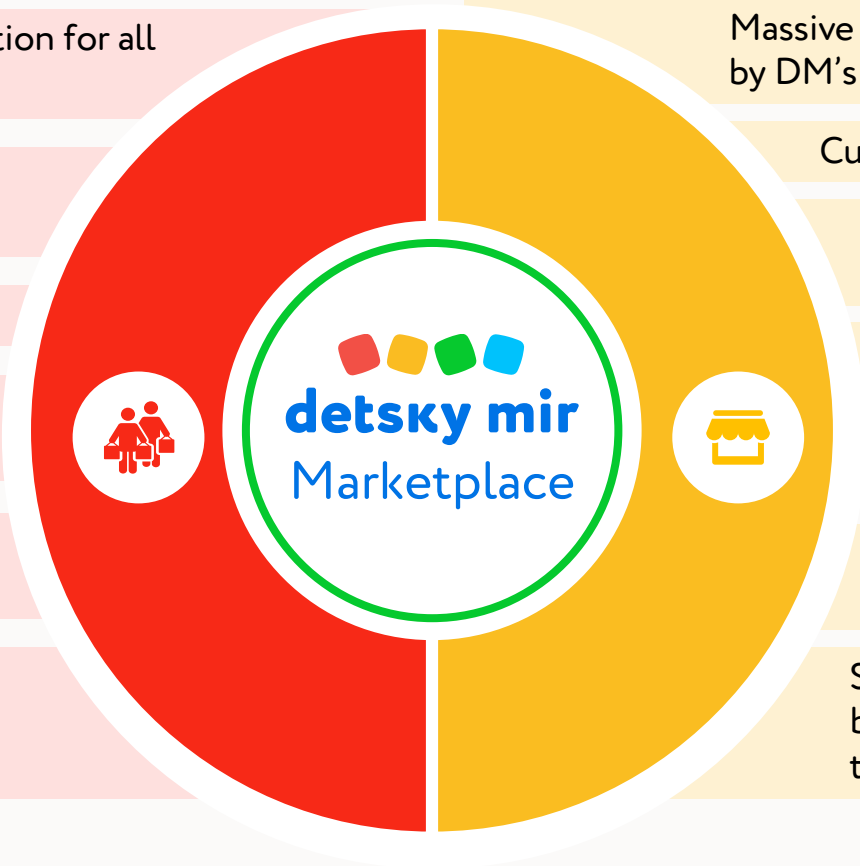 tion for all
Massive
by DM's
Cu
detsky mir
Marketplace
S
b
t